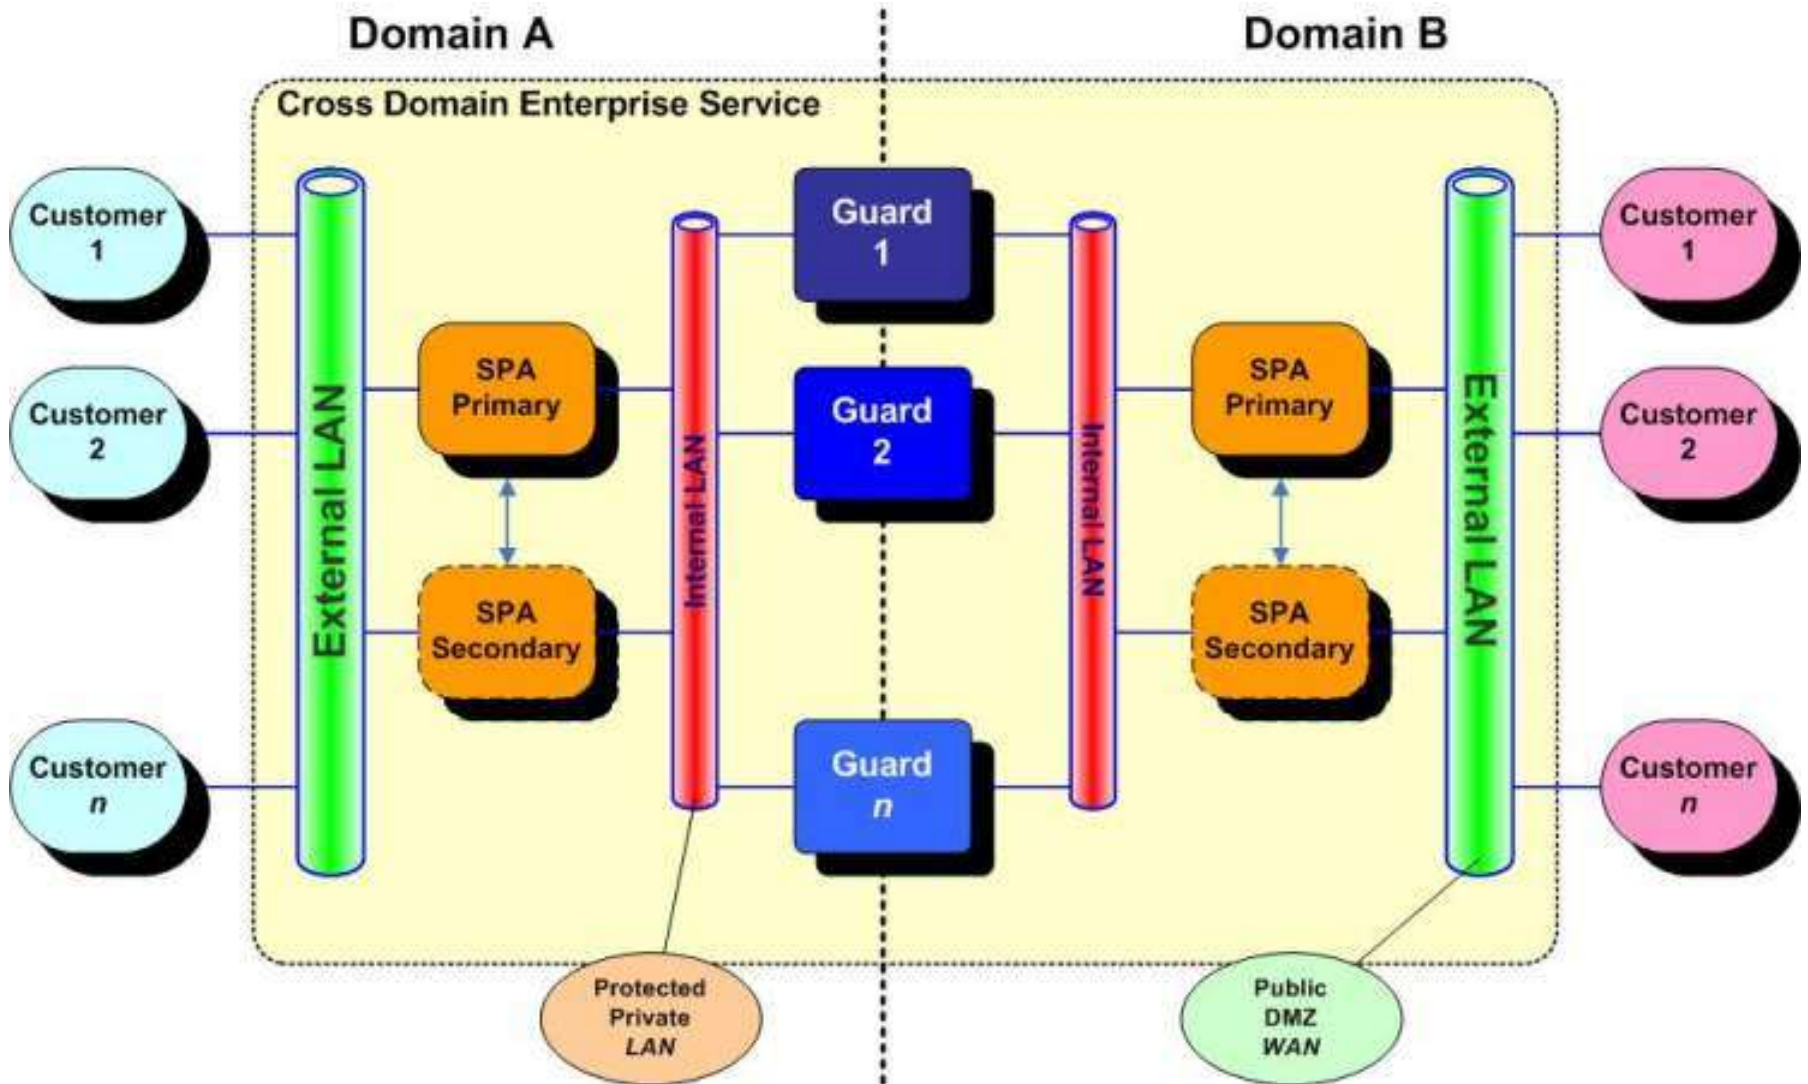 Domain A
Domain B
Cross Domain Enterprise Service
Customer
1
Customer
2
Customer
n
External LAN
SPA
Primary
SPA
Secondary
Internal LAN
Guard
1
Guard
2
Guard
n
Internal LAN
SPA
Primary
SPA
Secondary
External LAN
Customer
1
Customer
2
Customer
n
Protected
Private
LAN
Public
DMZ
WAN